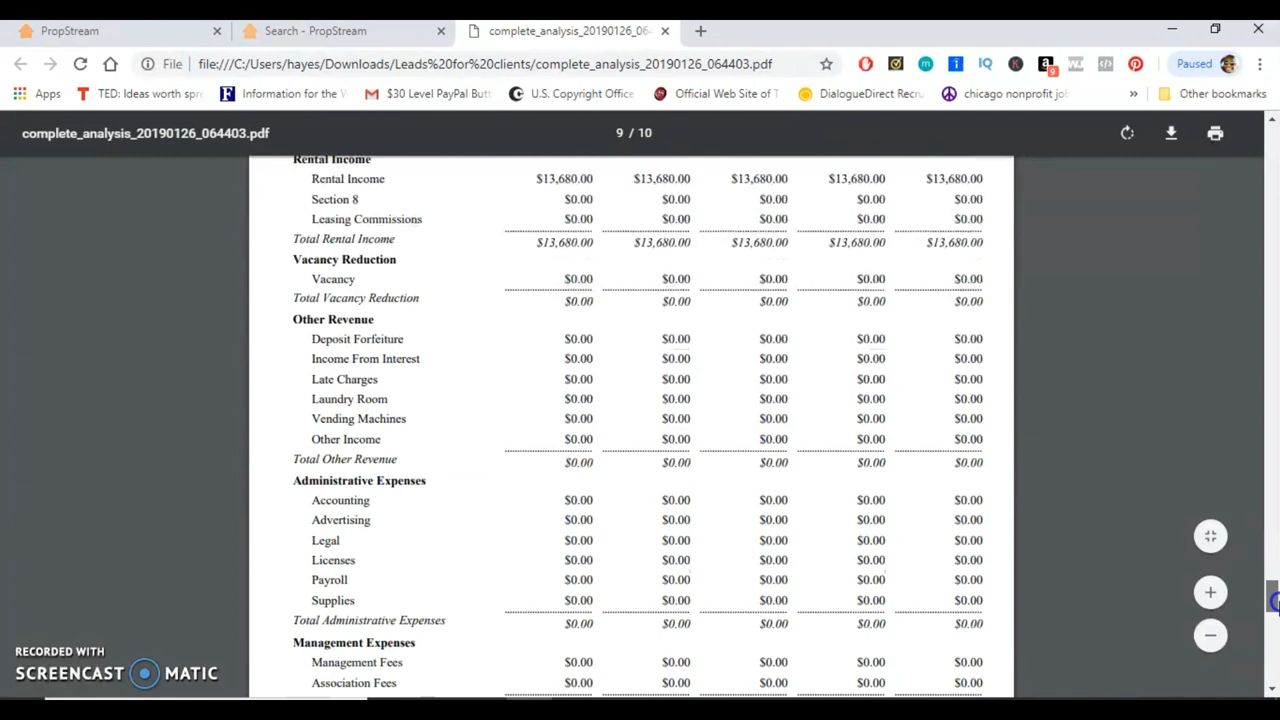 PropStream
Search - PropStream
complete_analysis_20190126_06
File file:///C:/Users/hayes/Downloads/Leads%20for%20clients/complete_analysis_20190126_064403.pdf Paused
Apps TED: Ideas worth spre Information for the $30 Level PayPal Butt U.S. Copyright Office Official Web Site of T DialogueDirect Recru chicago nonprofit jo » Other bookmarks
complete_analysis_20190126_064403.pdf 9 / 10
Rental Income
Rental Income $13,680.00 $13,680.00 $13,680.00 $13,680.00 $13,680.00
Section 8 $0.00 $0.00 $0.00 $0.00 $0.00
Leasing Commissions $0.00 $0.00 $0.00 $0.00 $0.00
Total Rental Income $13,680.00 $13,680.00 $13,680.00 $13,680.00 $13,680.00
Vacancy Reduction
Vacancy $0.00 $0.00 $0.00 $0.00 $0.00
Total Vacancy Reduction $0.00 $0.00 $0.00 $0.00 $0.00
Other Revenue
Deposit Forfeiture $0.00 $0.00 $0.00 $0.00 $0.00
Income From Interest $0.00 $0.00 $0.00 $0.00 $0.00
Late Charges $0.00 $0.00 $0.00 $0.00 $0.00
Laundry Room $0.00 $0.00 $0.00 $0.00 $0.00
Vending Machines $0.00 $0.00 $0.00 $0.00 $0.00
Other Income $0.00 $0.00 $0.00 $0.00 $0.00
Total Other Revenue $0.00 $0.00 $0.00 $0.00 $0.00
Administrative Expenses
Accounting $0.00 $0.00 $0.00 $0.00 $0.00
Advertising $0.00 $0.00 $0.00 $0.00 $0.00
Legal $0.00 $0.00 $0.00 $0.00 $0.00
Licenses $0.00 $0.00 $0.00 $0.00 $0.00
Payroll $0.00 $0.00 $0.00 $0.00 $0.00
Supplies $0.00 $0.00 $0.00 $0.00 $0.00
Total Administrative Expenses $0.00 $0.00 $0.00 $0.00 $0.00
Management Expenses
Management Fees $0.00 $0.00 $0.00 $0.00 $0.00
Association Fees $0.00 $0.00 $0.00 $0.00 $0.00
RECORDED WITH
SCREENCAST MATIC